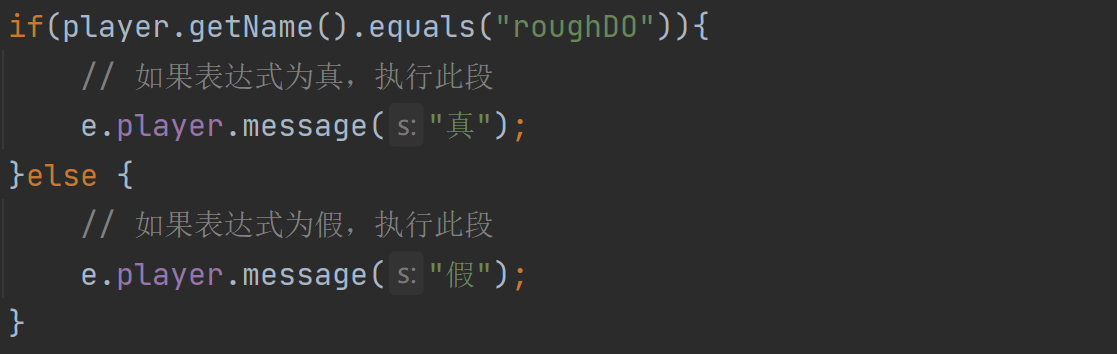 if(player.getName().equals("roughDO")){
    // 如果表达式为真，执行此段
    e.player.message( s: "真");
}else {
    // 如果表达式为假，执行此段
    e.player.message( s: "假");
}